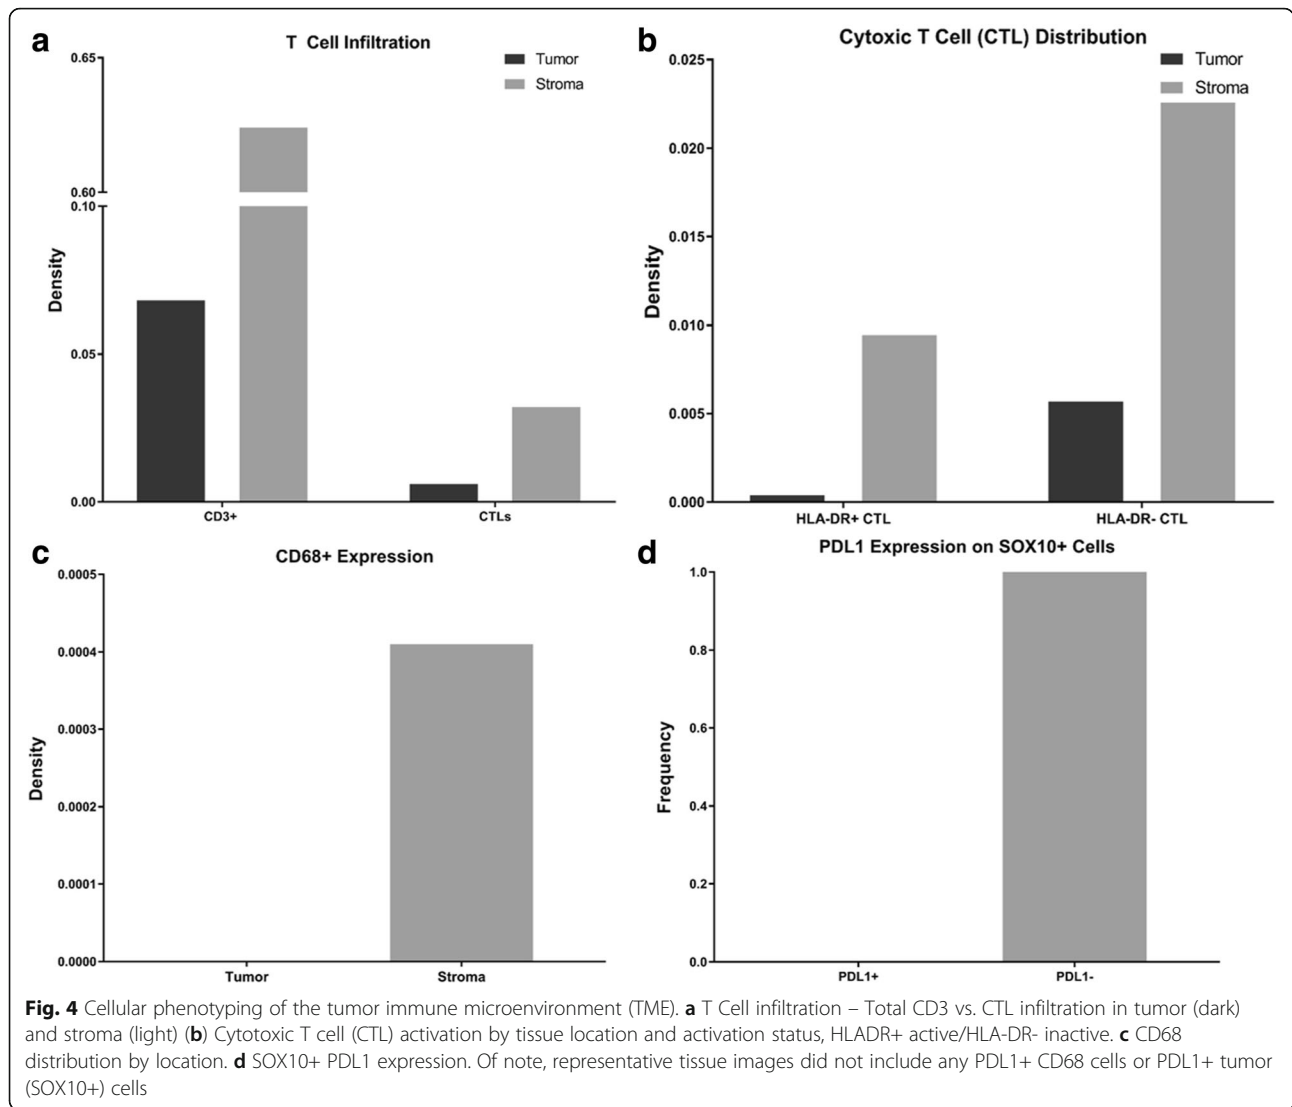 a
T Cell Infiltration
Tumor
Stroma
0.65
0.60
0.10
0.05
0.00
Density
CD3+
CTLs
b
Cytoxic T Cell (CTL) Distribution
Tumor
Stroma
0.025
0.020
0.015
0.010
0.005
0.000
Density
HLA-DR+ CTL
HLA-DR- CTL
c
CD68+ Expression
0.0005
0.0004
0.0003
0.0002
0.0001
0.0000
Density
Tumor
Stroma
d
PDL1 Expression on SOX10+ Cells
1.0
0.8
0.6
0.4
0.2
0.0
Frequency
PDL1+
PDL1-
Fig. 4 Cellular phenotyping of the tumor immune microenvironment (TME). a T Cell infiltration – Total CD3 vs. CTL infiltration in tumor (dark)
and stroma (light) (b) Cytotoxic T cell (CTL) activation by tissue location and activation status, HLADR+ active/HLA-DR- inactive. c CD68
distribution by location. d SOX10+ PDL1 expression. Of note, representative tissue images did not include any PDL1+ CD68 cells or PDL1+ tumor
(SOX10+) cells